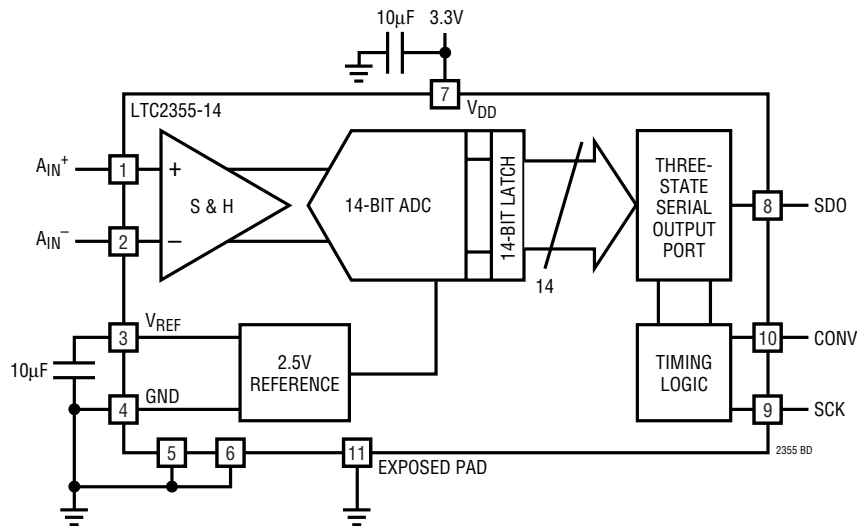 10μF
3.3V
7
VDD
LTC2355-14
AIN+
1
+
S & H
14-BIT ADC
14-BIT LATCH
14
THREE-
STATE
SERIAL
OUTPUT
PORT
8
SDO
AIN−
2
−
3
VREF
10μF
2.5V
REFERENCE
4
GND
TIMING
LOGIC
10
CONV
9
SCK
5
6
11
EXPOSED PAD
2355 BD